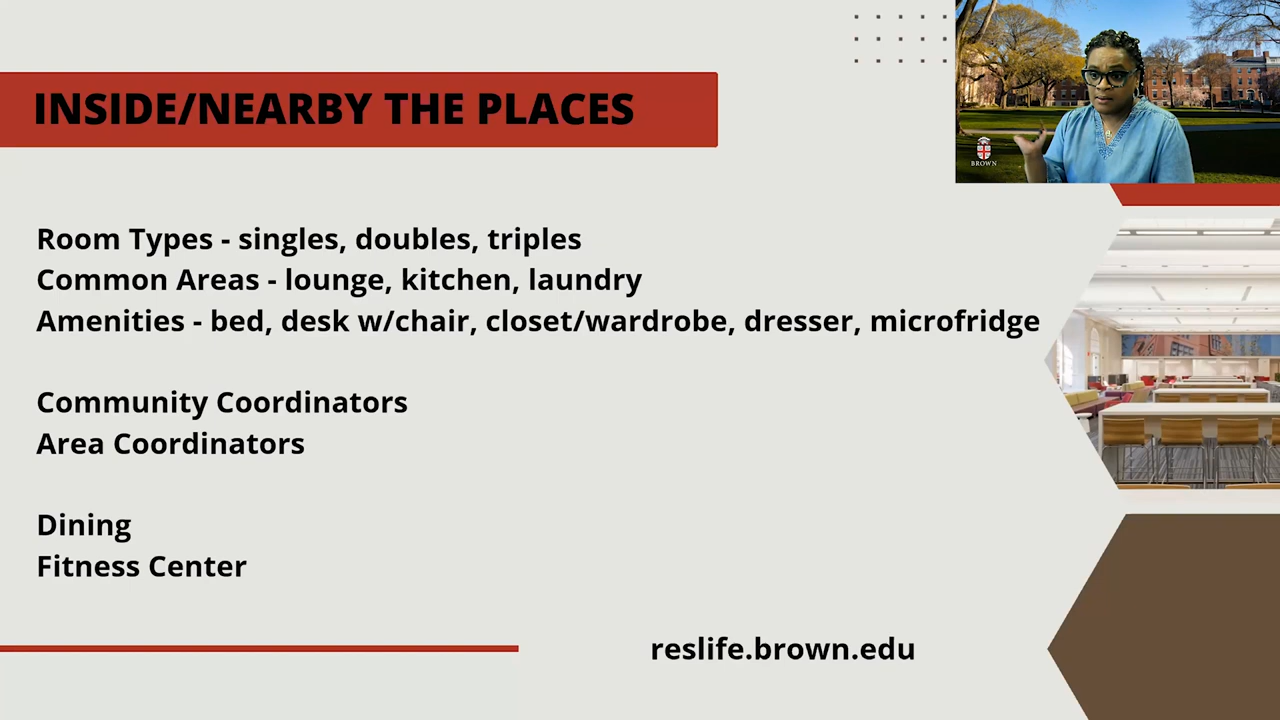 INSIDE/NEARBY THE PLACES
BROWN
Room Types - singles, doubles, triples
Common Areas - lounge, kitchen, laundry
Amenities - bed, desk w/chair, closet/wardrobe, dresser, microfridge
Community Coordinators
Area Coordinators
Dining
Fitness Center
reslife.brown.edu